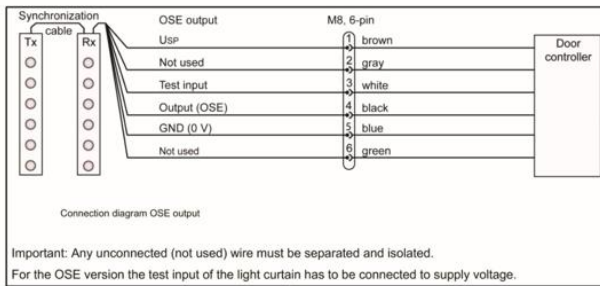 Synchronization
cable
Tx
Rx
OSE output
M8, 6-pin
USP
1
brown
Not used
2
gray
Test input
3
white
Output (OSE)
4
black
GND (0 V)
5
blue
Not used
6
green
Door
controller
Connection diagram OSE output
Important: Any unconnected (not used) wire must be separated and isolated.
For the OSE version the test input of the light curtain has to be connected to supply voltage.